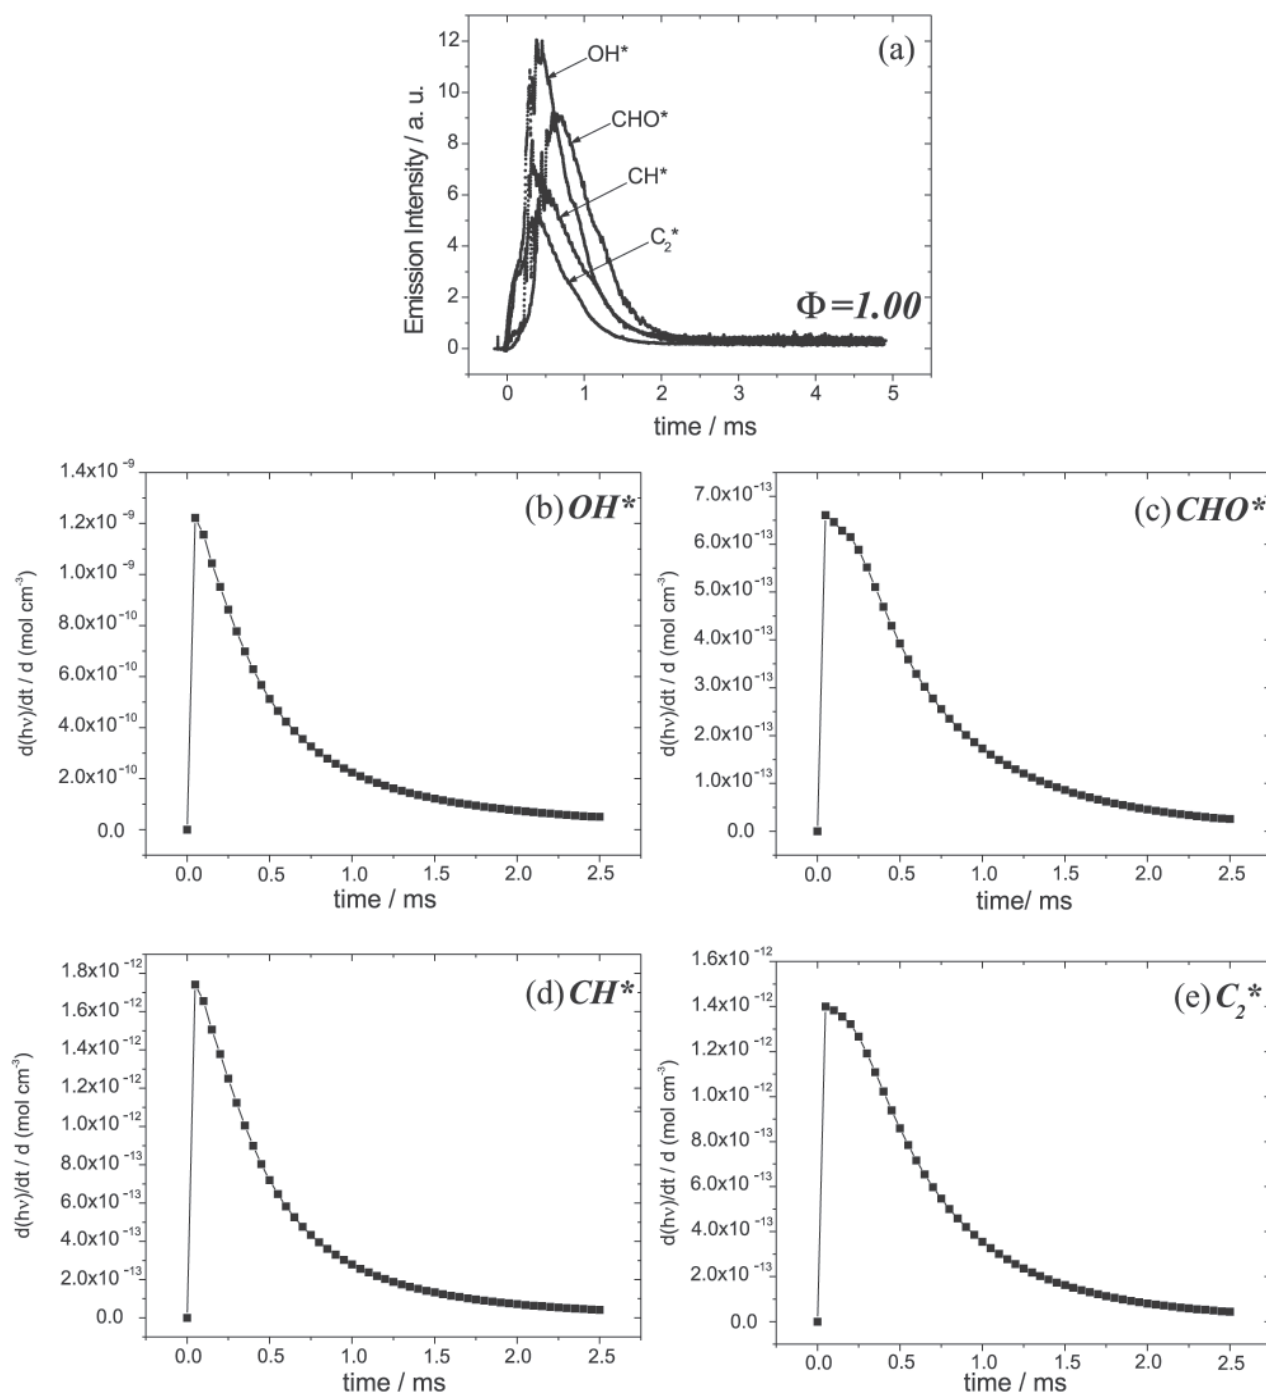 (a)
Emission Intensity / a. u.
12
10
8
6
4
2
0
OH*
CHO*
CH*
C₂*
Φ=1.00
0 1 2 3 4 5
time / ms
(b) OH*
d(hν)/dt / d (mol cm⁻³)
1.4x10⁻⁹
1.2x10⁻⁹
1.0x10⁻⁹
8.0x10⁻¹⁰
6.0x10⁻¹⁰
4.0x10⁻¹⁰
2.0x10⁻¹⁰
0.0
0.0 0.5 1.0 1.5 2.0 2.5
time / ms
(c) CHO*
d(hν)/dt / d (mol cm⁻³)
7.0x10⁻¹³
6.0x10⁻¹³
5.0x10⁻¹³
4.0x10⁻¹³
3.0x10⁻¹³
2.0x10⁻¹³
1.0x10⁻¹³
0.0
0.0 0.5 1.0 1.5 2.0 2.5
time/ ms
(d) CH*
d(hν)/dt / d (mol cm⁻³)
1.8x10⁻¹²
1.6x10⁻¹²
1.4x10⁻¹²
1.2x10⁻¹²
1.0x10⁻¹²
8.0x10⁻¹³
6.0x10⁻¹³
4.0x10⁻¹³
2.0x10⁻¹³
0.0
0.0 0.5 1.0 1.5 2.0 2.5
time / ms
(e) C₂*
d(hν)/dt / d (mol cm⁻³)
1.6x10⁻¹²
1.4x10⁻¹²
1.2x10⁻¹²
1.0x10⁻¹²
8.0x10⁻¹³
6.0x10⁻¹³
4.0x10⁻¹³
2.0x10⁻¹³
0.0
0.0 0.5 1.0 1.5 2.0 2.5
time / ms